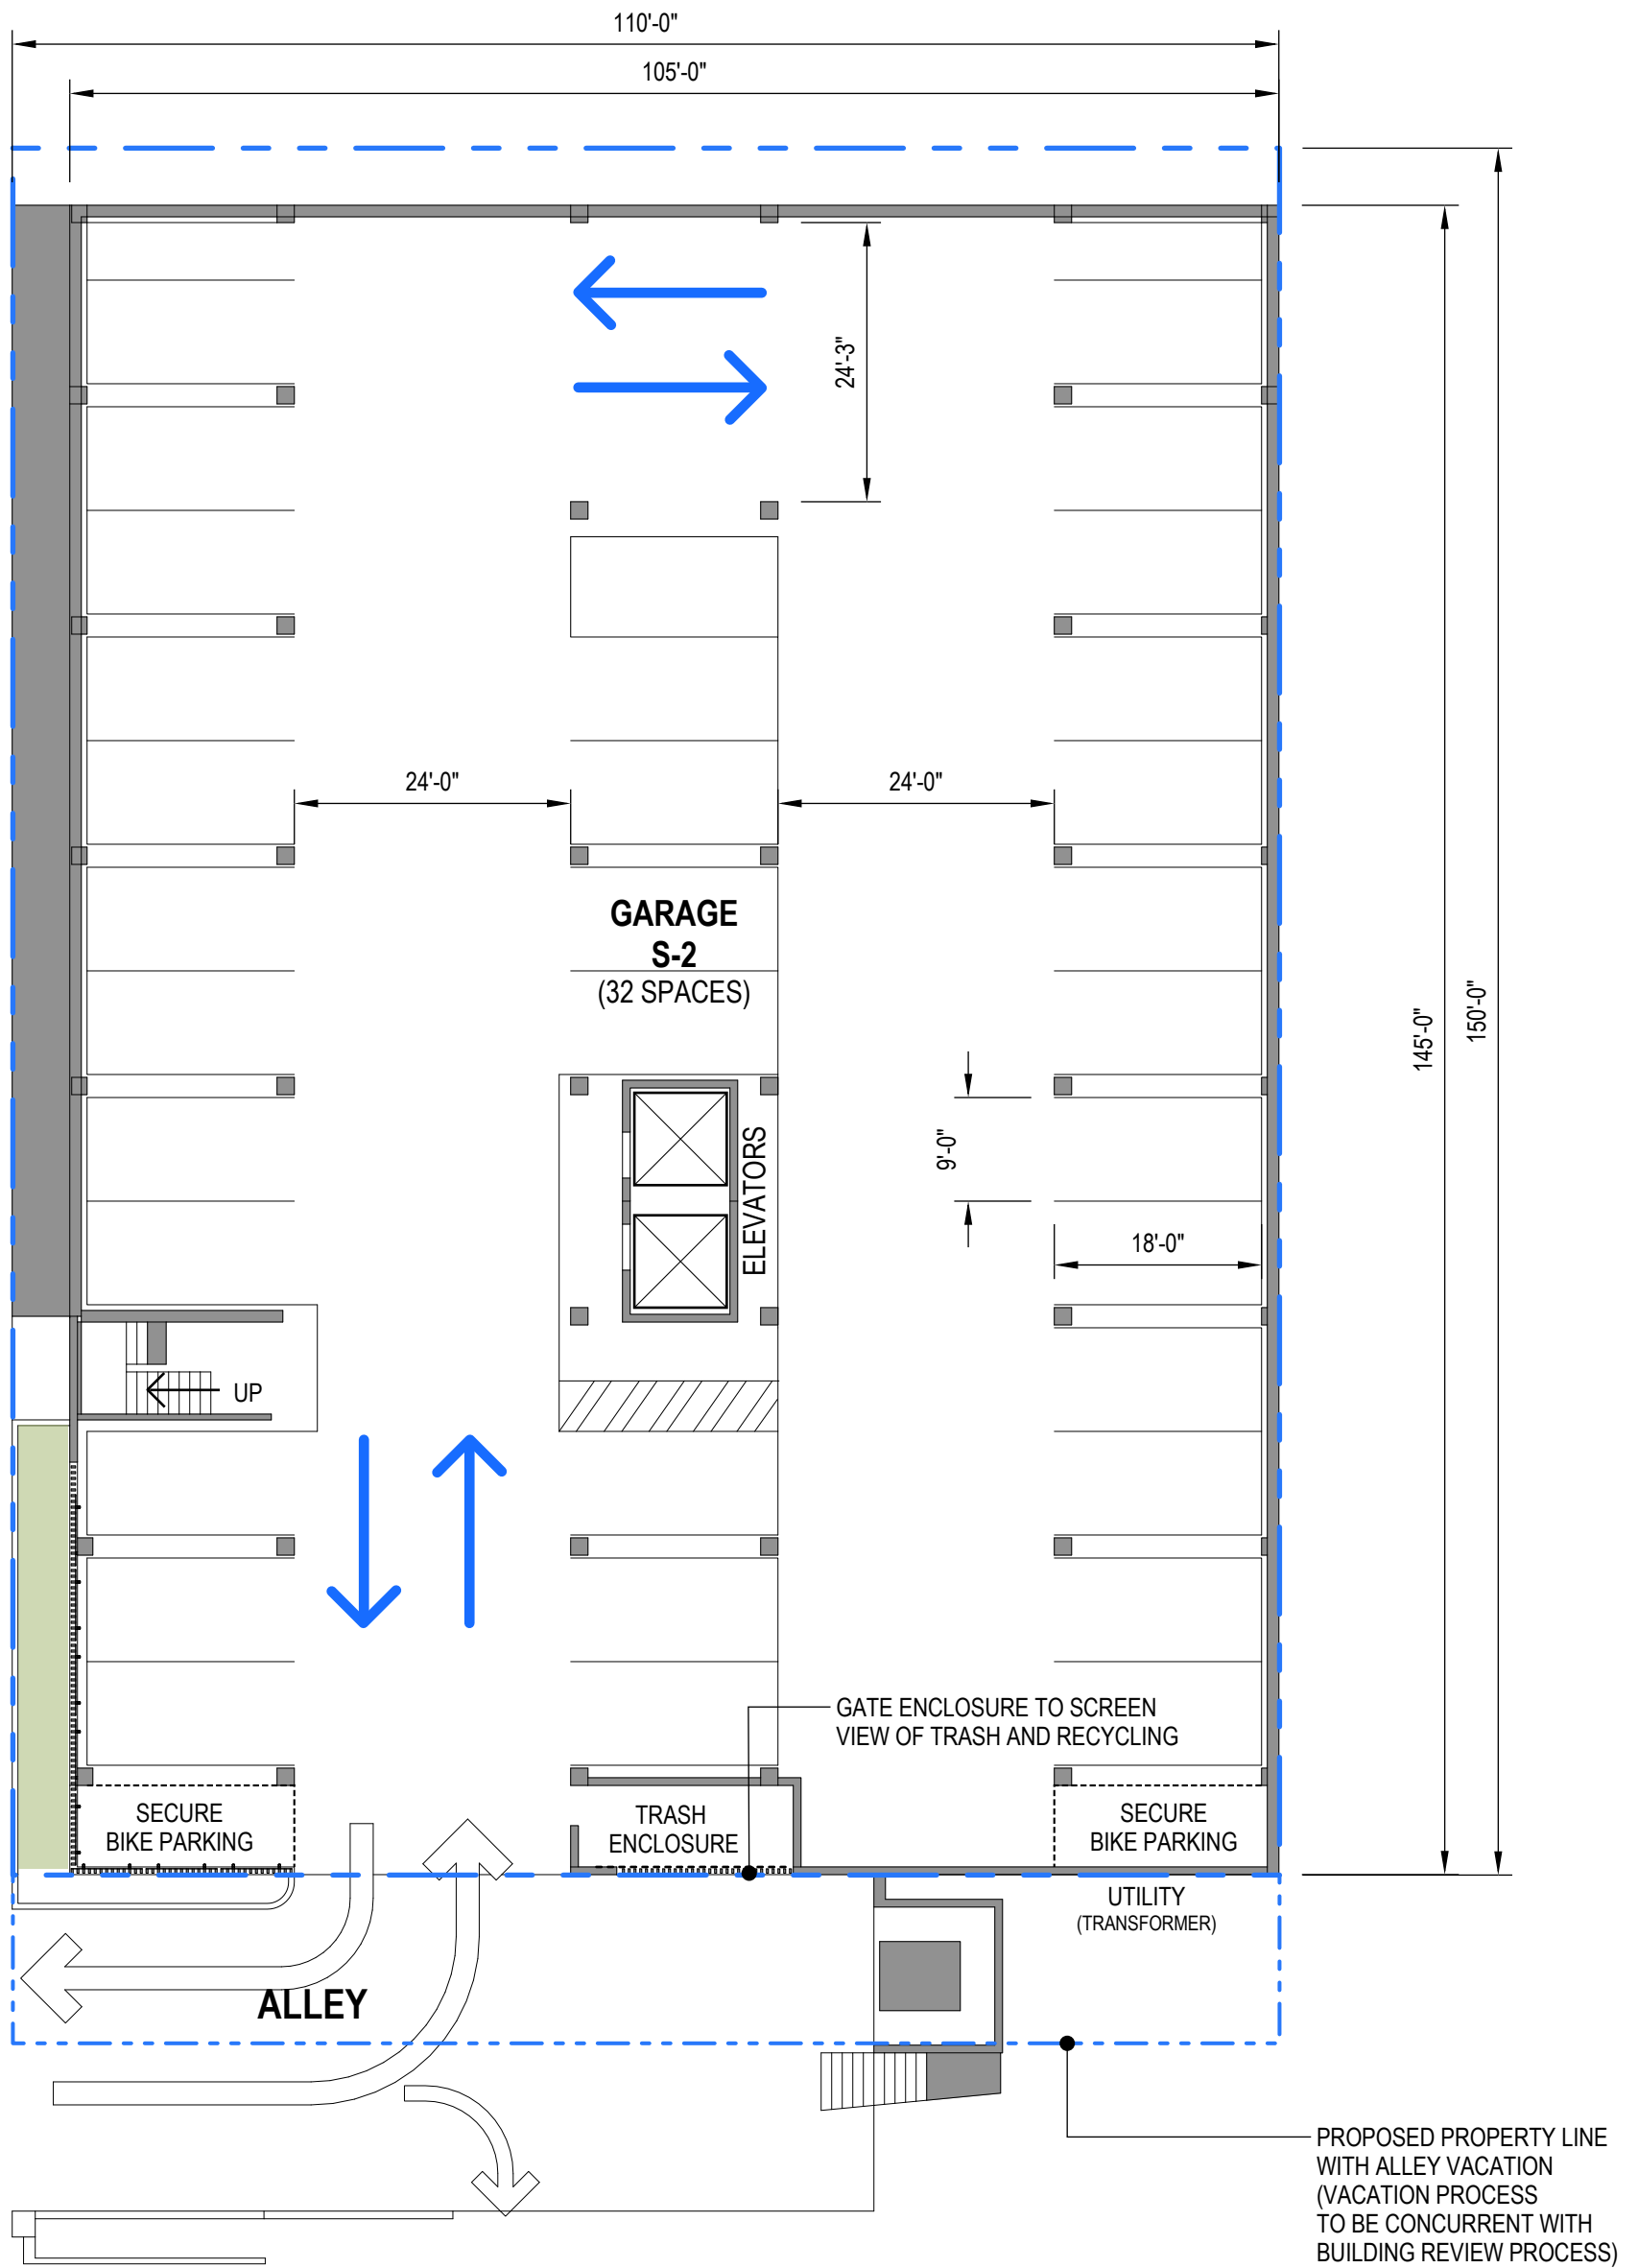 110'-0"
105'-0"
24'-3"
24'-0"
24'-0"
GARAGE
S-2
(32 SPACES)
145'-0"
150'-0"
9'-0"
ELEVATORS
18'-0"
UP
GATE ENCLOSURE TO SCREEN
VIEW OF TRASH AND RECYCLING
SECURE
BIKE PARKING
TRASH
ENCLOSURE
SECURE
BIKE PARKING
UTILITY
(TRANSFORMER)
ALLEY
PROPOSED PROPERTY LINE
WITH ALLEY VACATION
(VACATION PROCESS
TO BE CONCURRENT WITH
BUILDING REVIEW PROCESS)